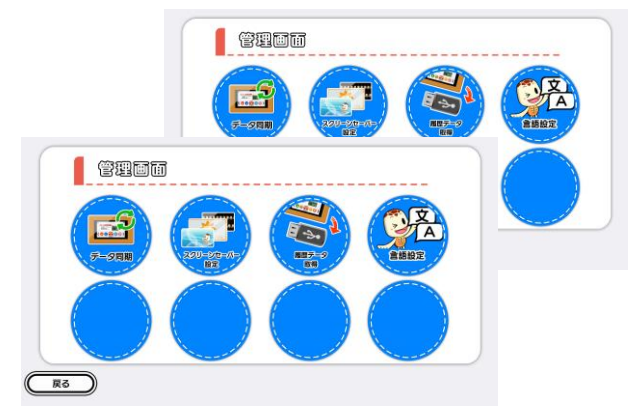 管理画面
データ同期
スクリーンセーバー
設定
履歴データ
取得
文
A
言語設定
管理画面
データ同期
スクリーンセーバー
設定
履歴データ
取得
文
A
言語設定
戻る